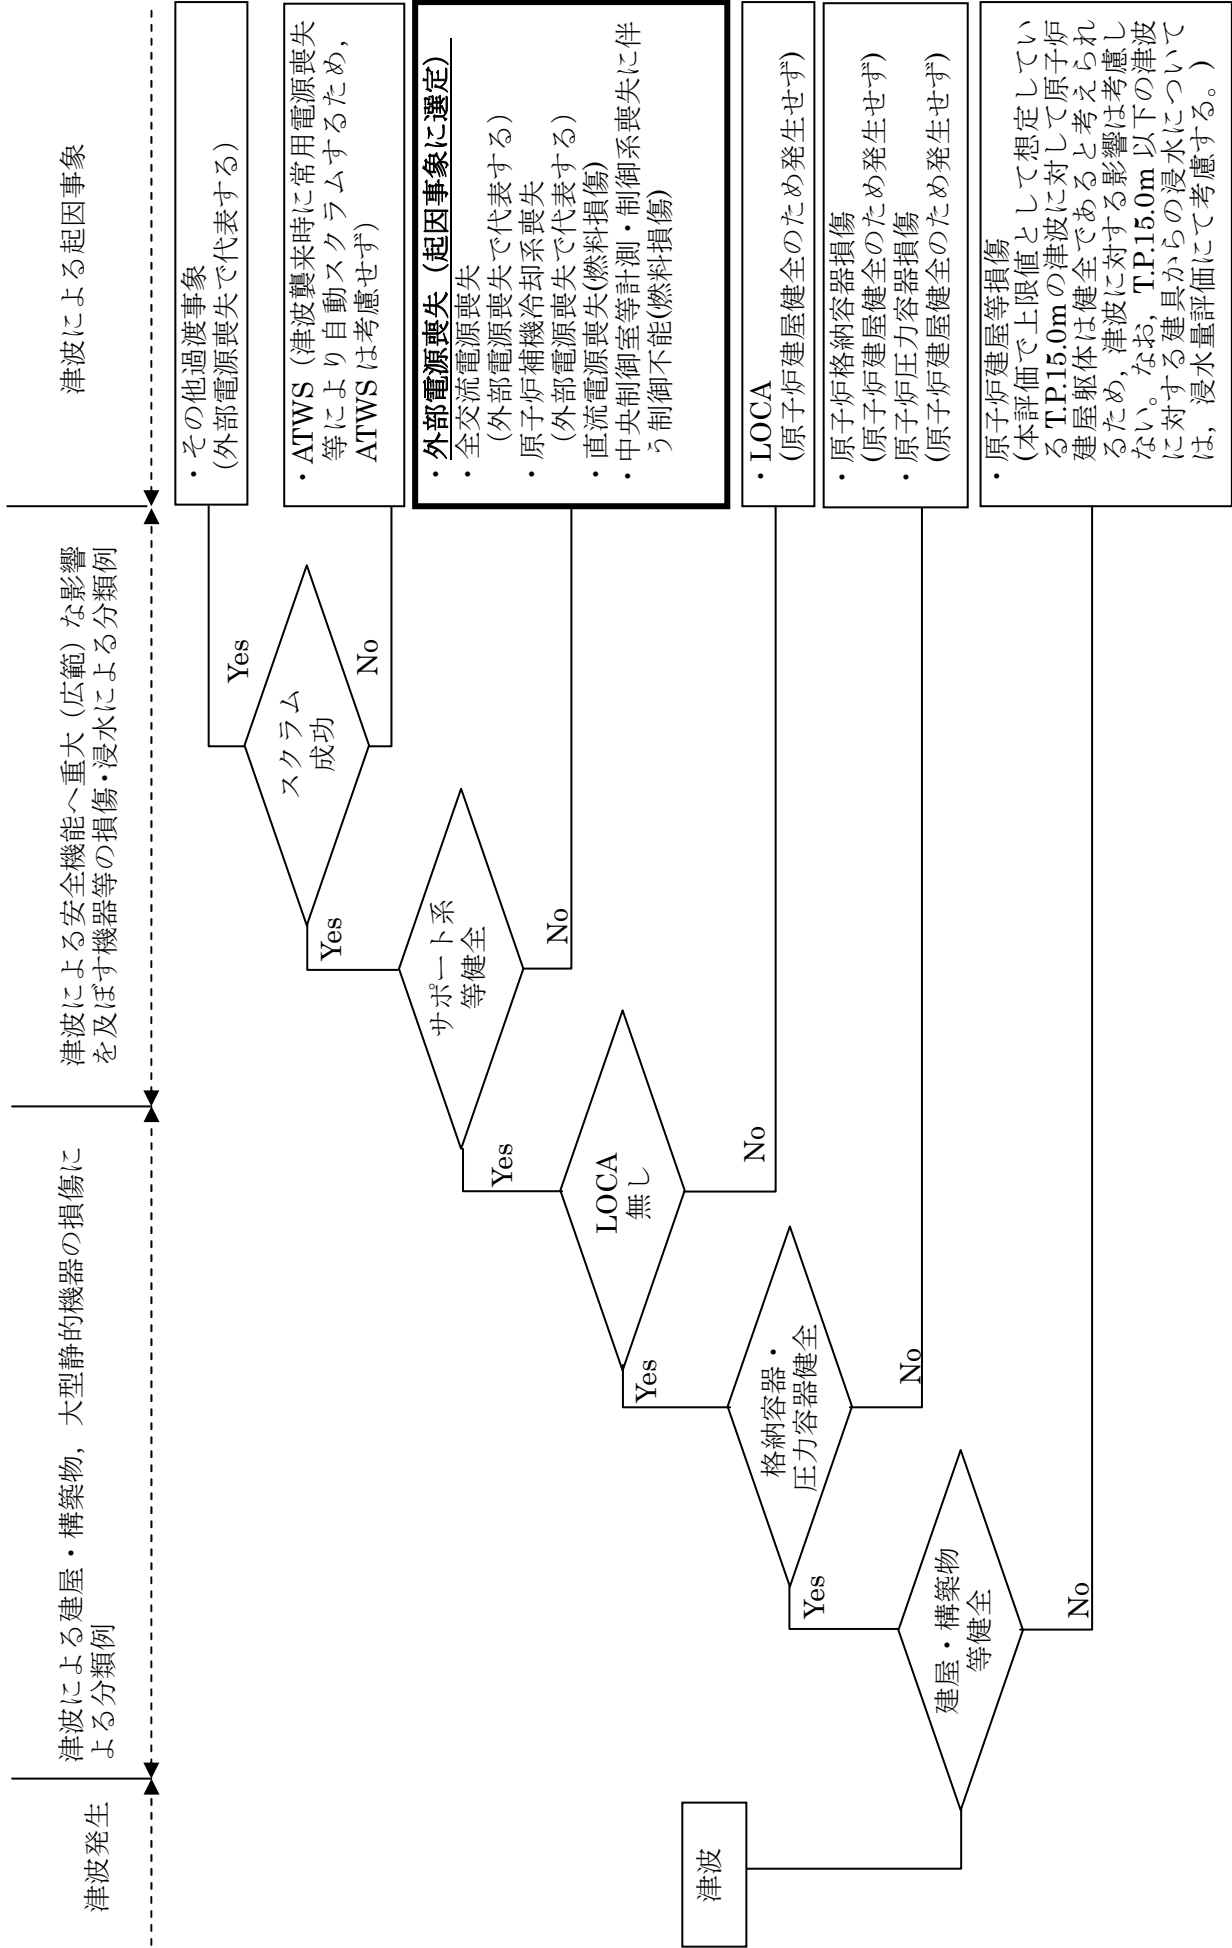 津波発生
津波による建屋・構築物，大型静的機器の損傷に
よる分類例
津波による安全機能へ重大（広範）な影響
を及ぼす機器等の損傷・浸水による分類例
津波による起因事象
津波
建屋・構築物
等健全
Yes
No
格納容器・
圧力容器健全
Yes
No
LOCA
無し
Yes
No
サポート系
等健全
Yes
No
スクラム
成功
Yes
No
・その他過渡事象
(外部電源喪失で代表する)
・ATWS（津波襲来時に常用電源喪失
等により自動スクラムするため，
ATWSは考慮せず)
・外部電源喪失（起因事象に選定）
・全交流電源喪失
(外部電源喪失で代表する)
・原子炉補機冷却系喪失
(外部電源喪失で代表する)
・直流電源喪失(燃料損傷)
・中央制御室等計測・制御系喪失に伴
う制御不能(燃料損傷)
・LOCA
(原子炉建屋健全のため発生せず)
・原子炉格納容器損傷
(原子炉建屋健全のため発生せず)
・原子炉圧力容器損傷
(原子炉建屋健全のため発生せず)
・原子炉建屋等損傷
(本評価で上限値として想定してい
るT.P.15.0mの津波に対して原子炉
建屋躯体は健全であると考えられ
るため，津波に対する影響は考慮し
ない。なお，T.P.15.0m以下の津波
に対する建具からの浸水について
は，浸水量評価にて考慮する。)